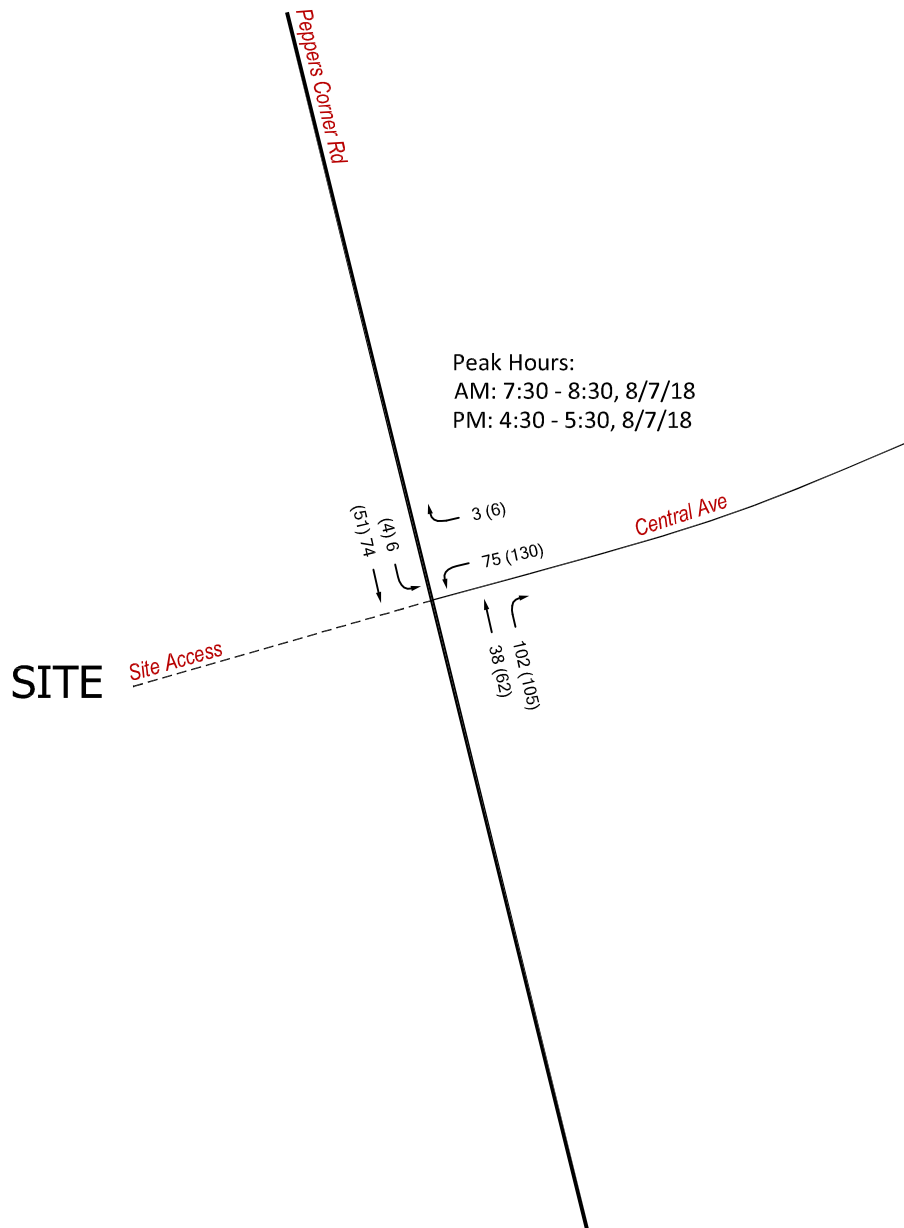 Peppers Corner Rd
Peak Hours:
AM: 7:30 - 8:30, 8/7/18
PM: 4:30 - 5:30, 8/7/18
Central Ave
3 (6)
(51) 74
(4) 6
75 (130)
Site Access
SITE
38 (62)
102 (105)